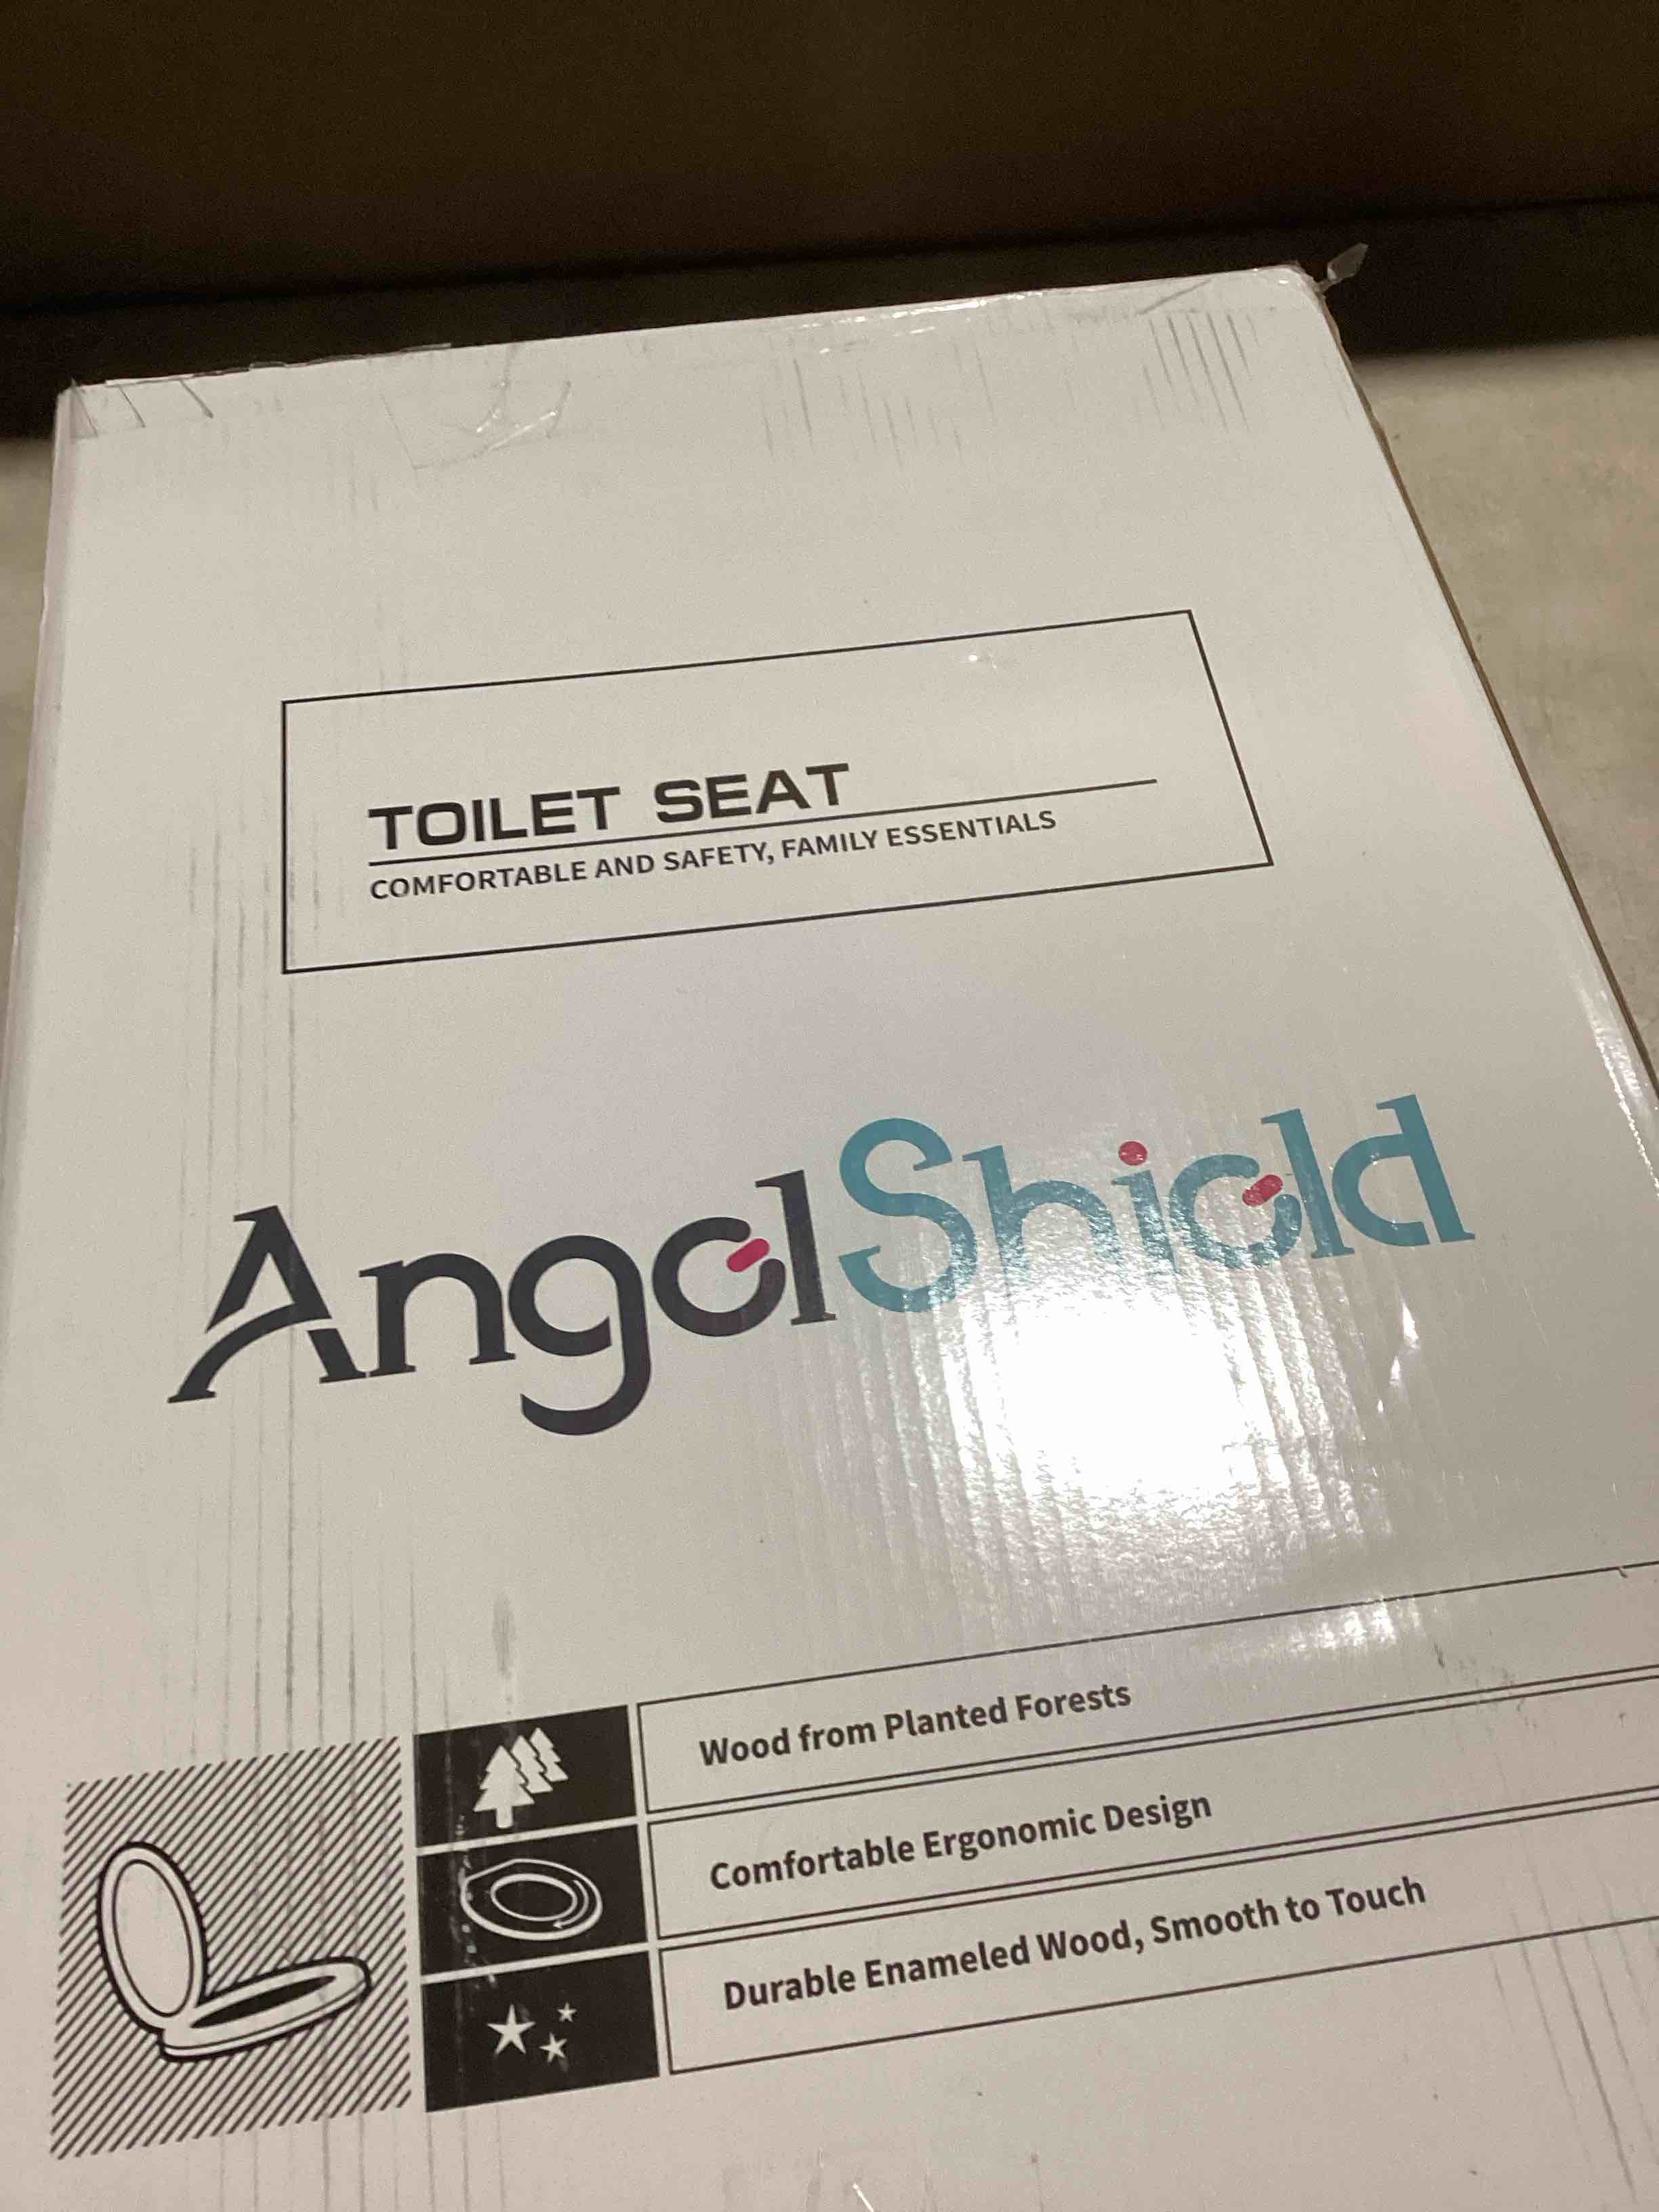 TOILET SEAT
COMFORTABLE AND SAFETY, FAMILY ESSENTIALS
AngelShield
Wood from Planted Forests
Comfortable Ergonomic Design
Durable Enameled Wood, Smooth to Touch